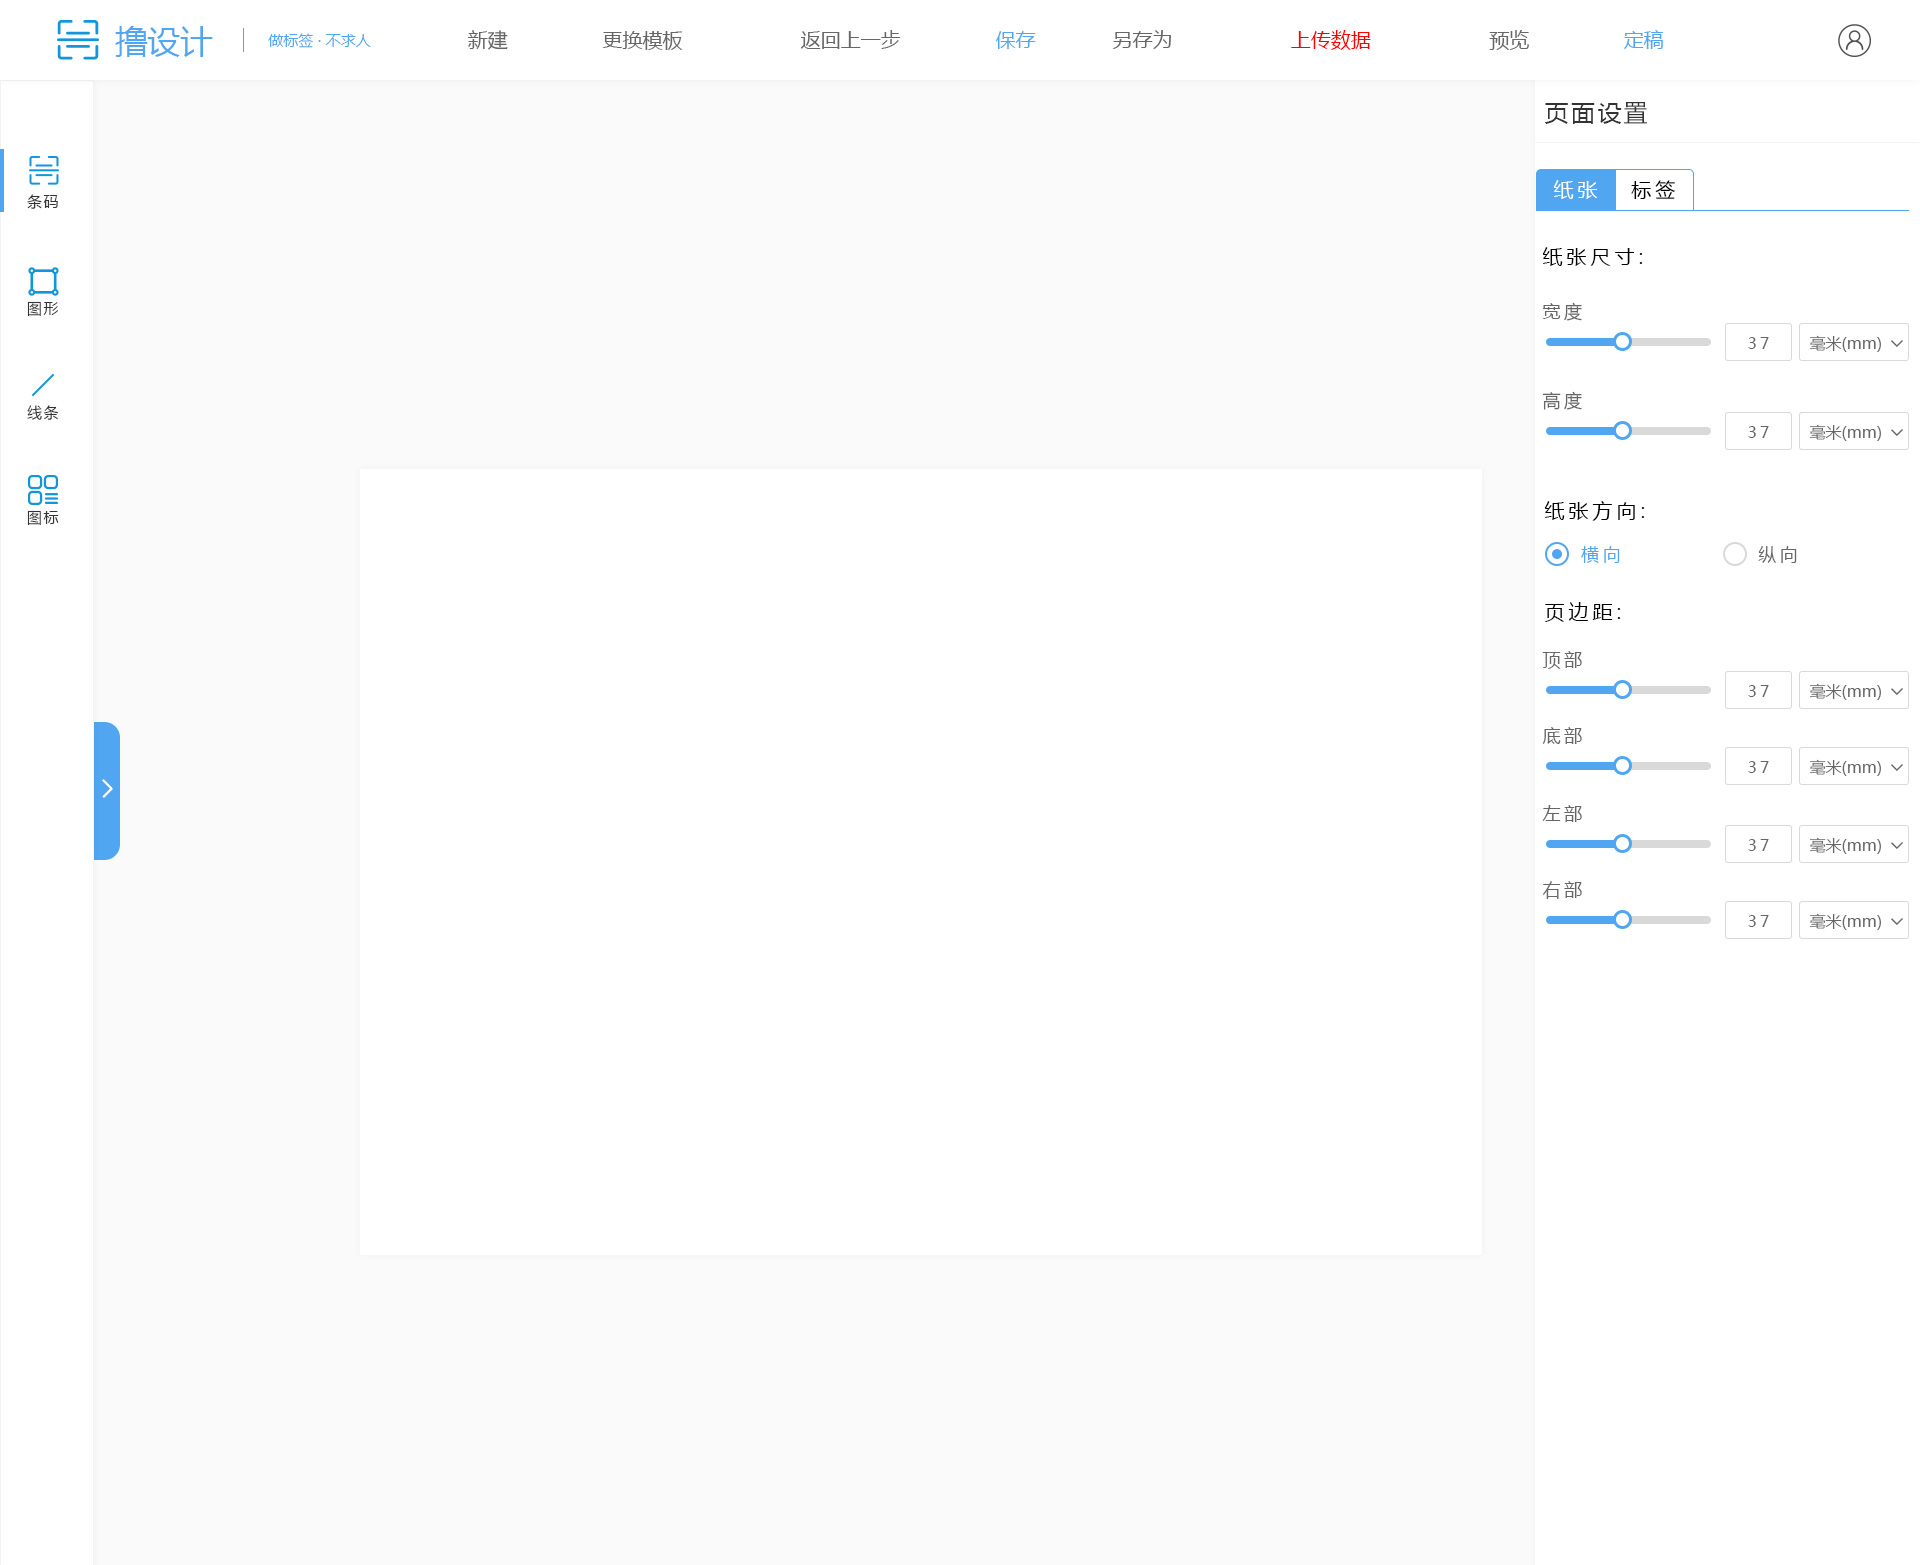 撸设计
做标签 · 不求人
新建
更换模板
返回上一步
保存
另存为
上传数据
预览
定稿
条码
图形
线条
图标
页面设置
纸张
标签
纸张尺寸:
宽度
37
毫米(mm)
高度
37
毫米(mm)
纸张方向:
横向
纵向
页边距:
顶部
37
毫米(mm)
底部
37
毫米(mm)
左部
37
毫米(mm)
右部
37
毫米(mm)